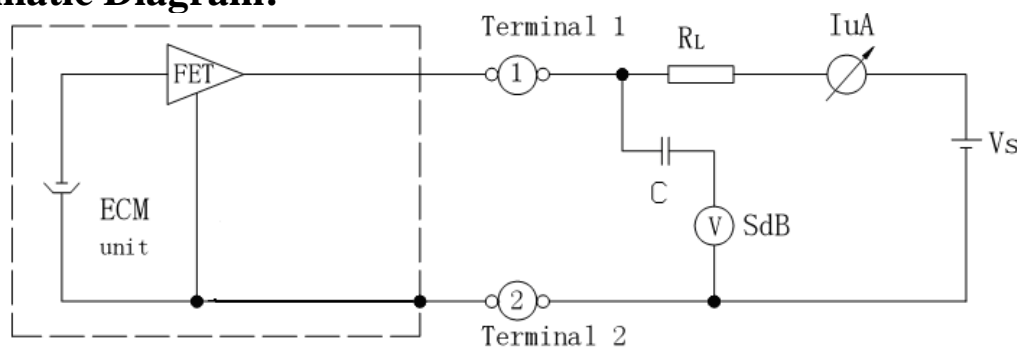 Terminal 1
RL
IuA
FET
1
Vs
C
ECM
unit
V
SdB
2
Terminal 2